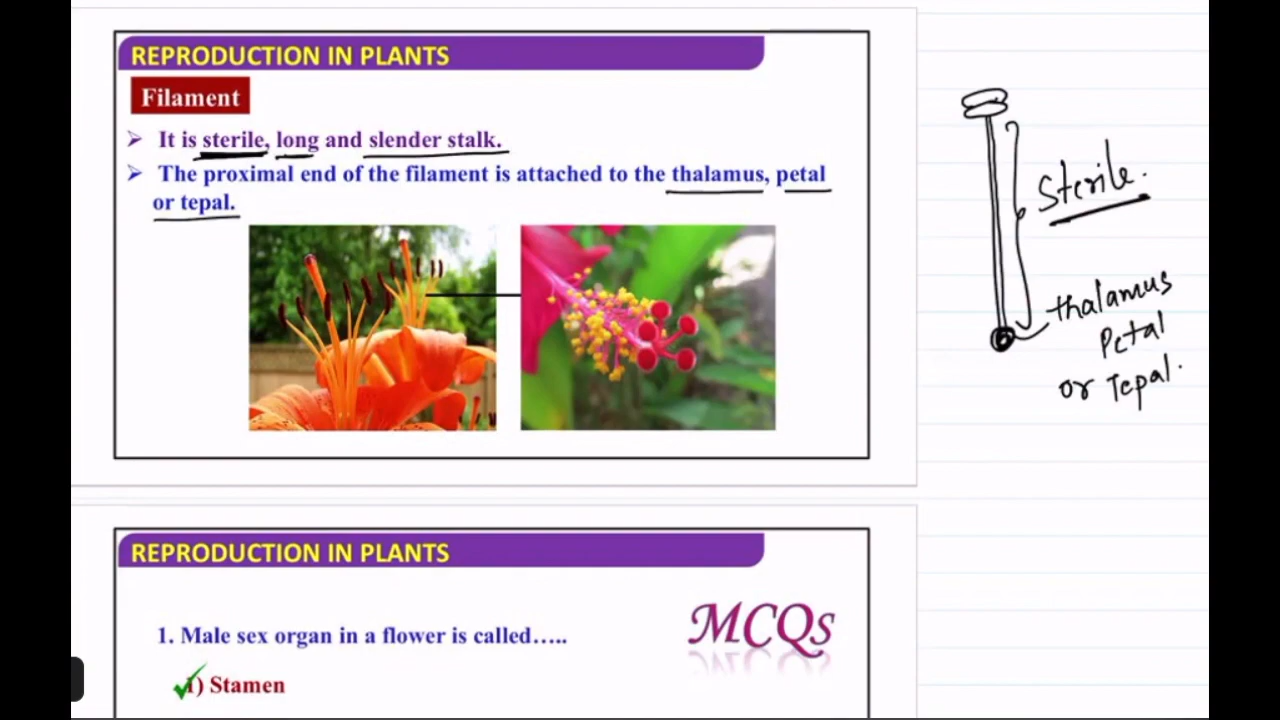 REPRODUCTION IN PLANTS
Filament
It is sterile, long and slender stalk.
The proximal end of the filament is attached to the thalamus, petal
or tepal.
Sterile.
thalamus
Petal
or Tepal.
REPRODUCTION IN PLANTS
MCQs
1. Male sex organ in a flower is called…..
1) Stamen